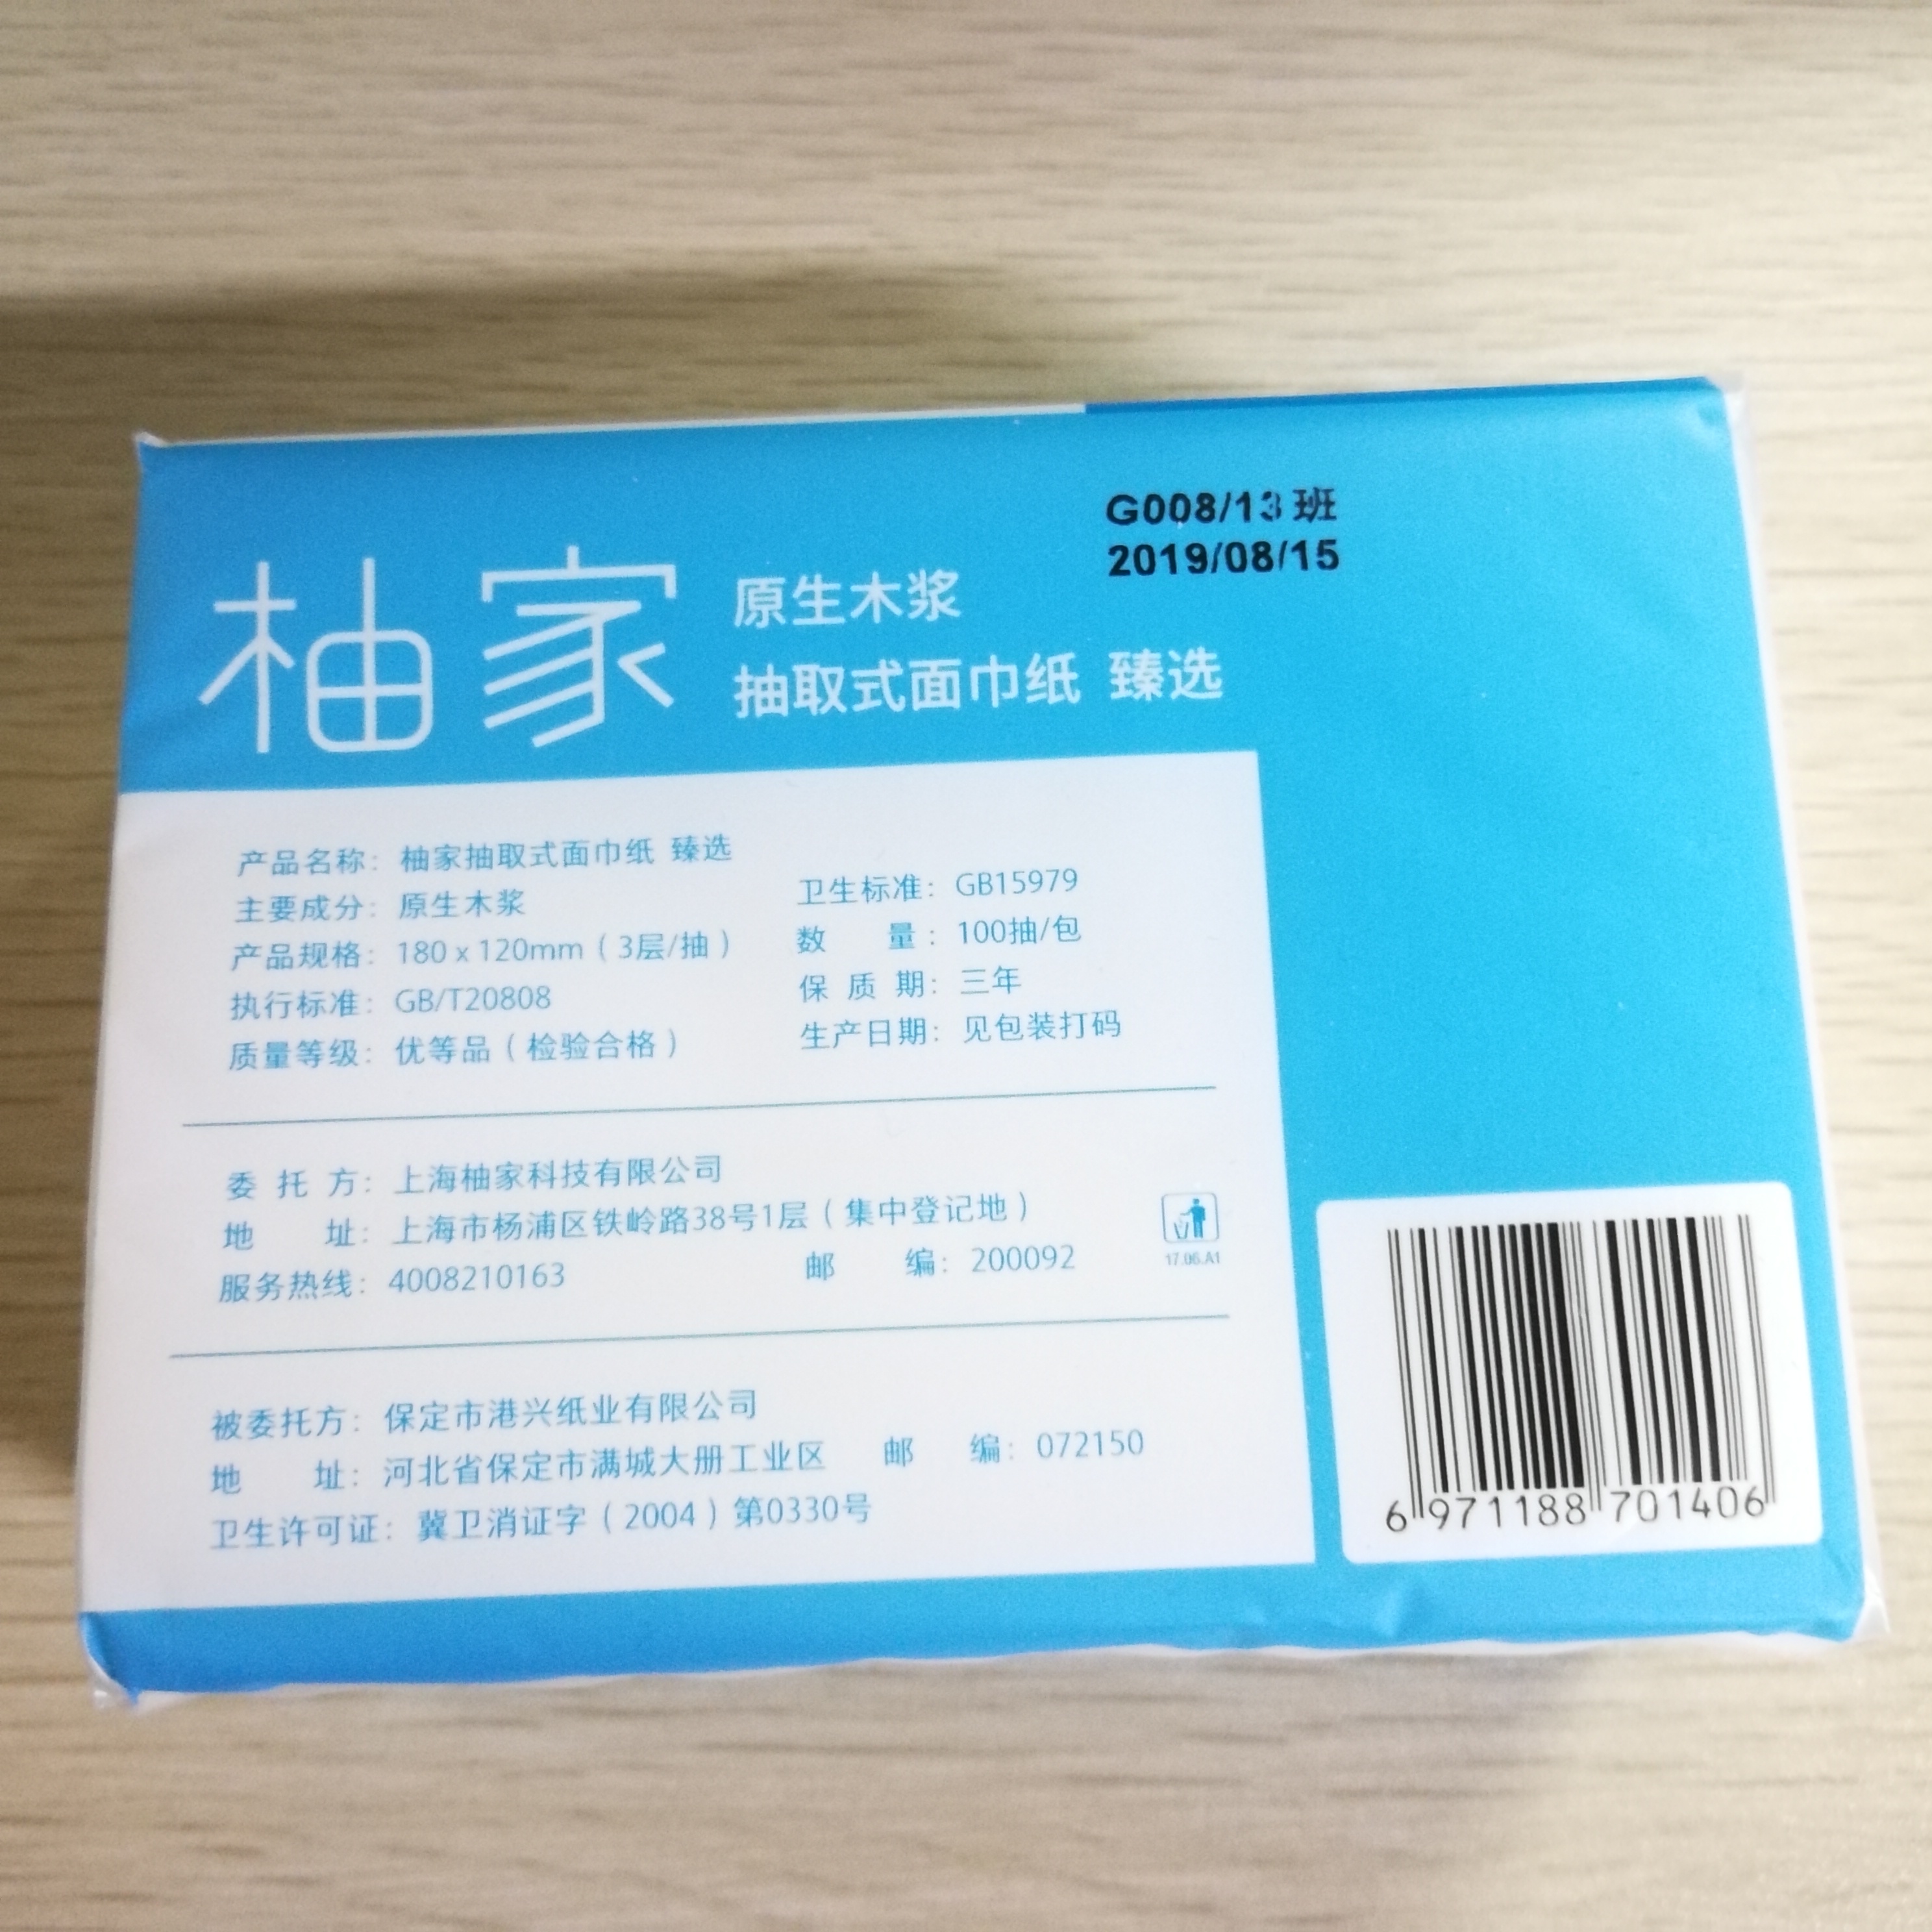 G008/13班
2019/08/15
柚家
原生木浆
抽取式面巾纸 臻选
产品名称：柚家抽取式面巾纸 臻选
主要成分：原生木浆
产品规格：180 x 120mm（3层/抽）
执行标准：GB/T20808
质量等级：优等品（检验合格）
卫生标准：GB15979
数 量：100抽/包
保 质 期：三年
生产日期：见包装打码
委 托 方：上海柚家科技有限公司
地 址：上海市杨浦区铁岭路38号1层（集中登记地）
服务热线：4008210163 邮 编：200092
17.06.A1
被委托方：保定市港兴纸业有限公司
地 址：河北省保定市满城大册工业区 邮 编：072150
卫生许可证：冀卫消证字（2004）第0330号
6 971188 701406